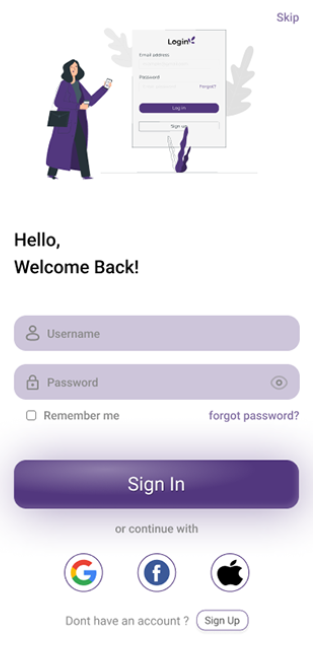 Skip
Login
Email address
Password
Forgot?
Log In
Sign up
Hello,
Welcome Back!
Username
Password
Remember me forgot password?
Sign In
or continue with
Dont have an account ? Sign Up